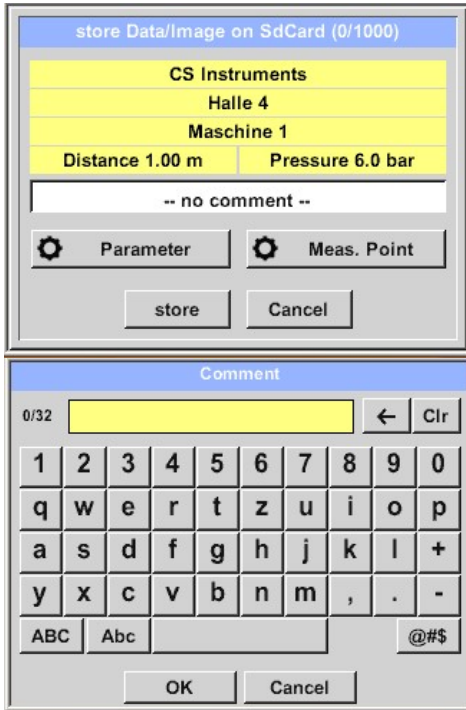 store Data/Image on SdCard (0/1000)
CS Instruments
Halle 4
Maschine 1
Distance 1.00 m Pressure 6.0 bar
-- no comment --
Parameter Meas. Point
store Cancel
Comment
0/32 ← Clr
1 2 3 4 5 6 7 8 9 0
q w e r t z u i o p
a s d f g h j k l +
y x c v b n m , . -
ABC Abc @#$
OK Cancel